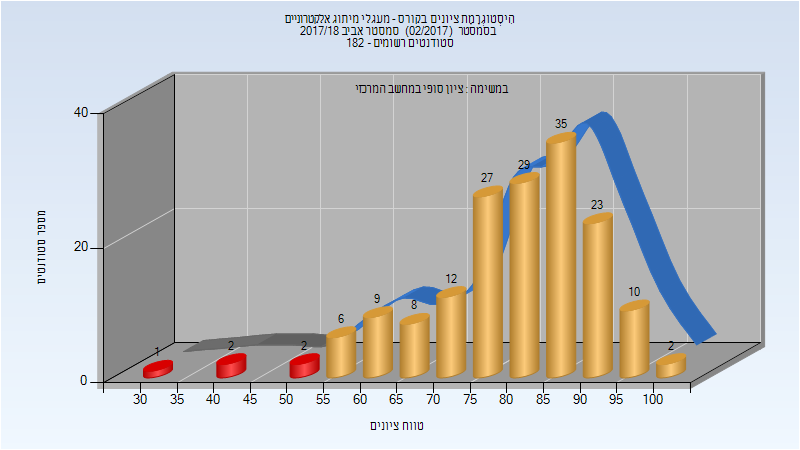 היסטוגרמת ציונים בקורס - מעגלי מיתוג אלקטרוניים
בסמסטר (02/2017) סמסטר אביב 2017/18
סטודנטים רשומים - 182
במשימה : ציון סופי במחשב המרכזי
מספר סטודנטים
40
20
0
1
2
2
6
9
8
12
27
29
35
23
10
2
30 35 40 45 50 55 60 65 70 75 80 85 90 95 100
טווח ציונים